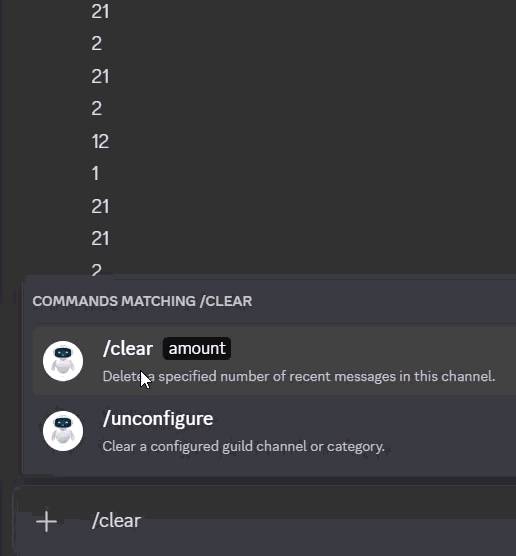 21
2
21
2
12
1
21
21
2
COMMANDS MATCHING /CLEAR
/clear amount
Delete a specified number of recent messages in this channel.
/unconfigure
Clear a configured guild channel or category.
/clear